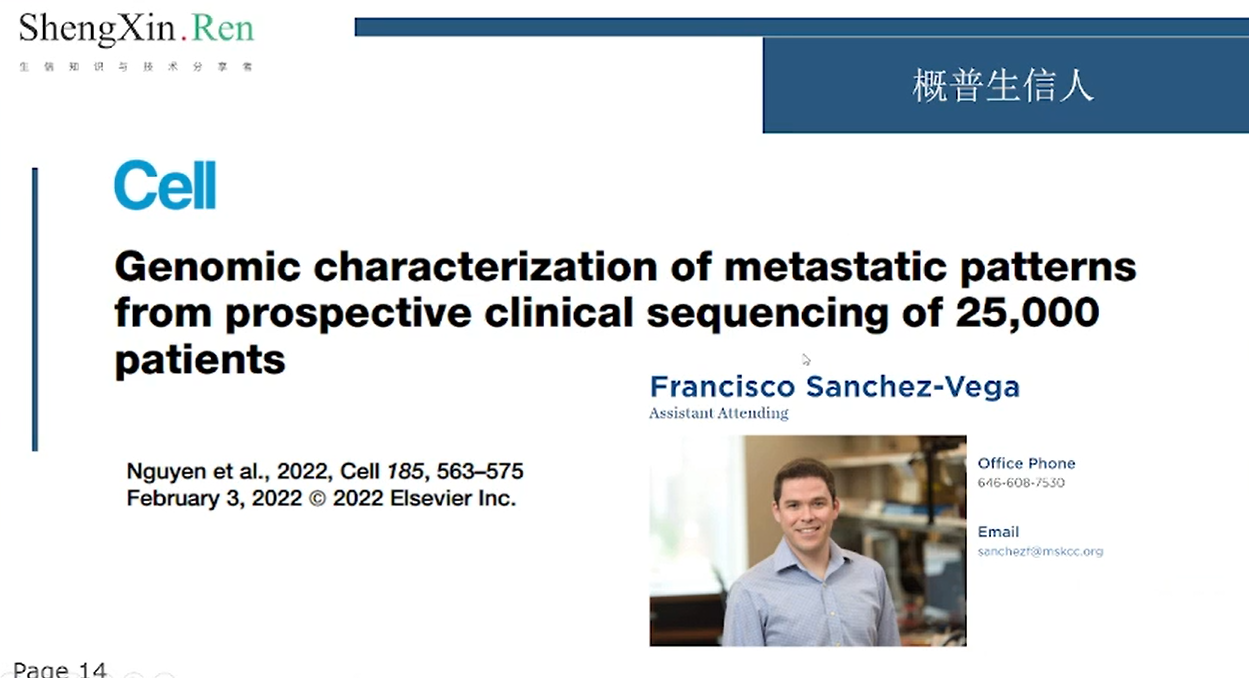 ShengXin.Ren
生信知识与技术分享者
概普生信人
Cell
Genomic characterization of metastatic patterns
from prospective clinical sequencing of 25,000
patients
Francisco Sanchez-Vega
Assistant Attending
Nguyen et al., 2022, Cell 185, 563–575
February 3, 2022 © 2022 Elsevier Inc.
Office Phone
646-608-7530
Email
sanchezf@mskcc.org
Page 14